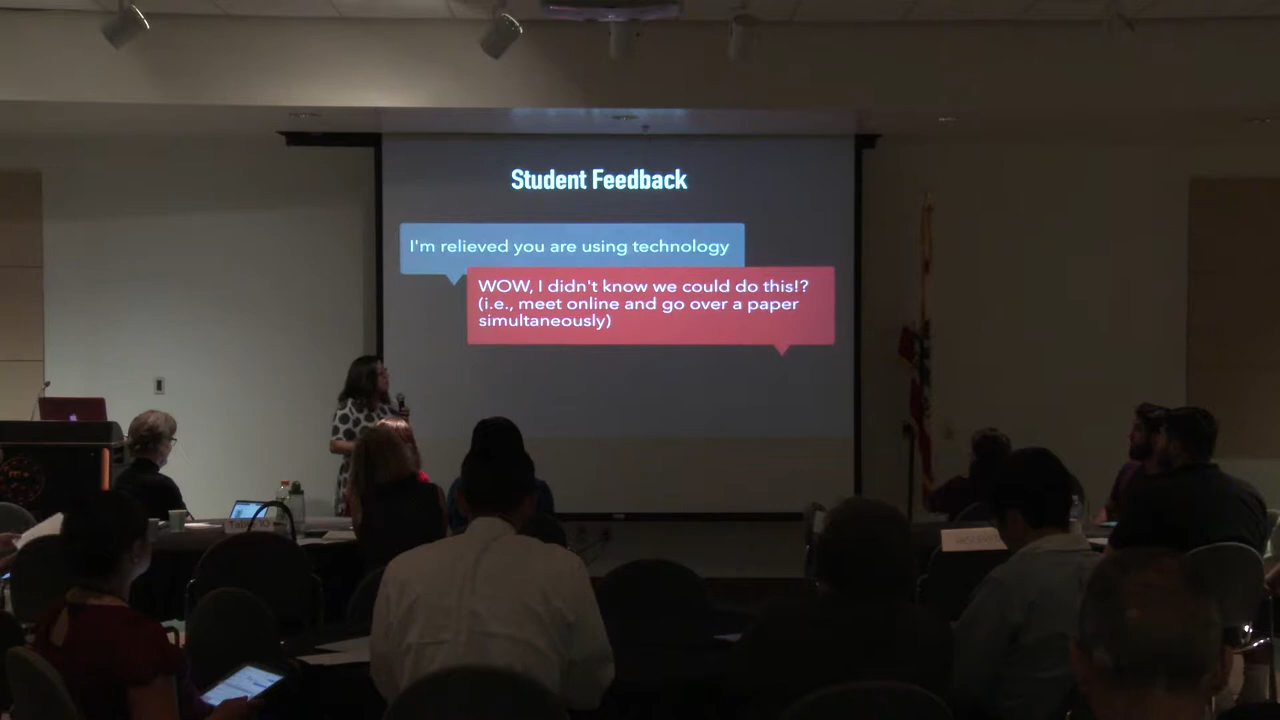 Student Feedback
I'm relieved you are using technology
WOW, I didn't know we could do this!?
(i.e., meet online and go over a paper
simultaneously)